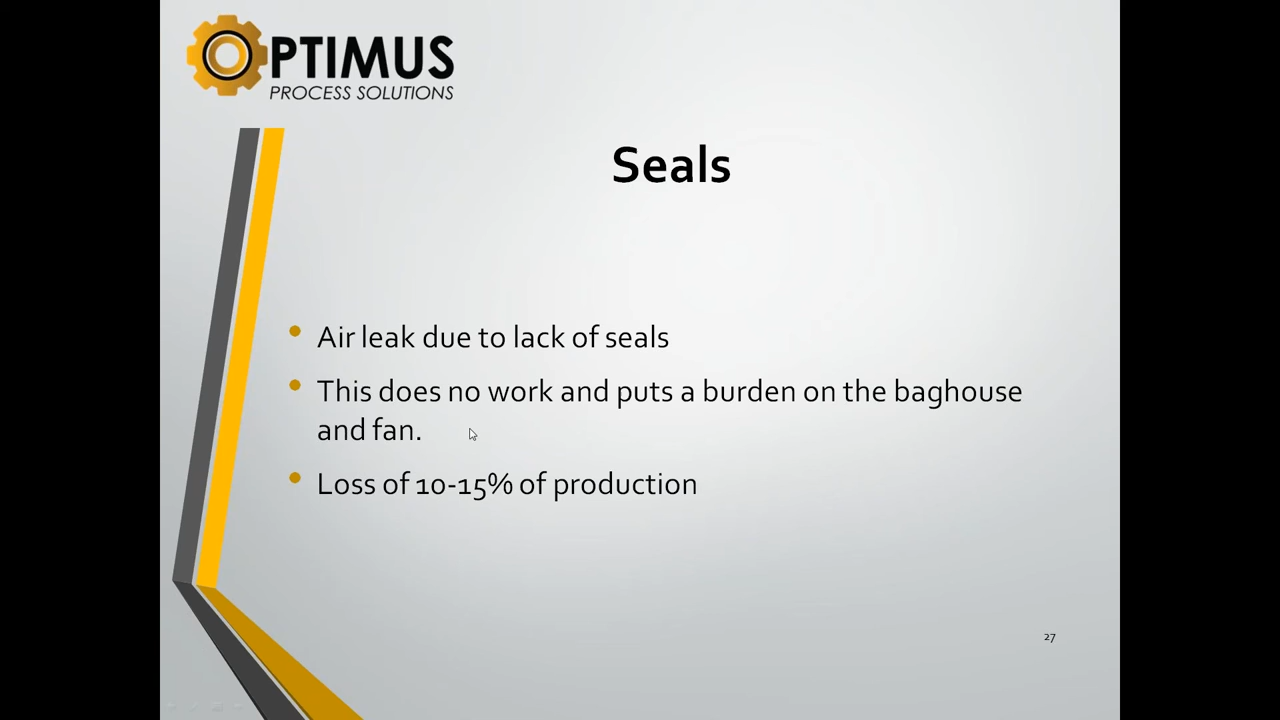 OPTIMUS
PROCESS SOLUTIONS
Seals
• Air leak due to lack of seals
• This does no work and puts a burden on the baghouse
and fan.
• Loss of 10-15% of production
27